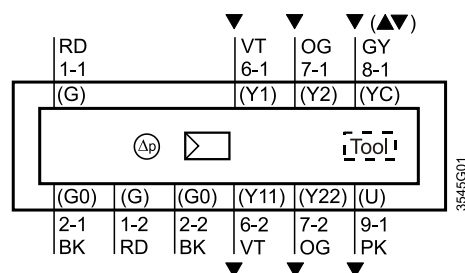 (▲▼)
RD VT OG GY
1-1 6-1 7-1 8-1
(G) (Y1) (Y2) (YC)
Δp Tool
(G0) (G) (G0) (Y11) (Y22) (U)
2-1 1-2 2-2 6-2 7-2 9-1
BK RD BK VT OG PK
3545G01